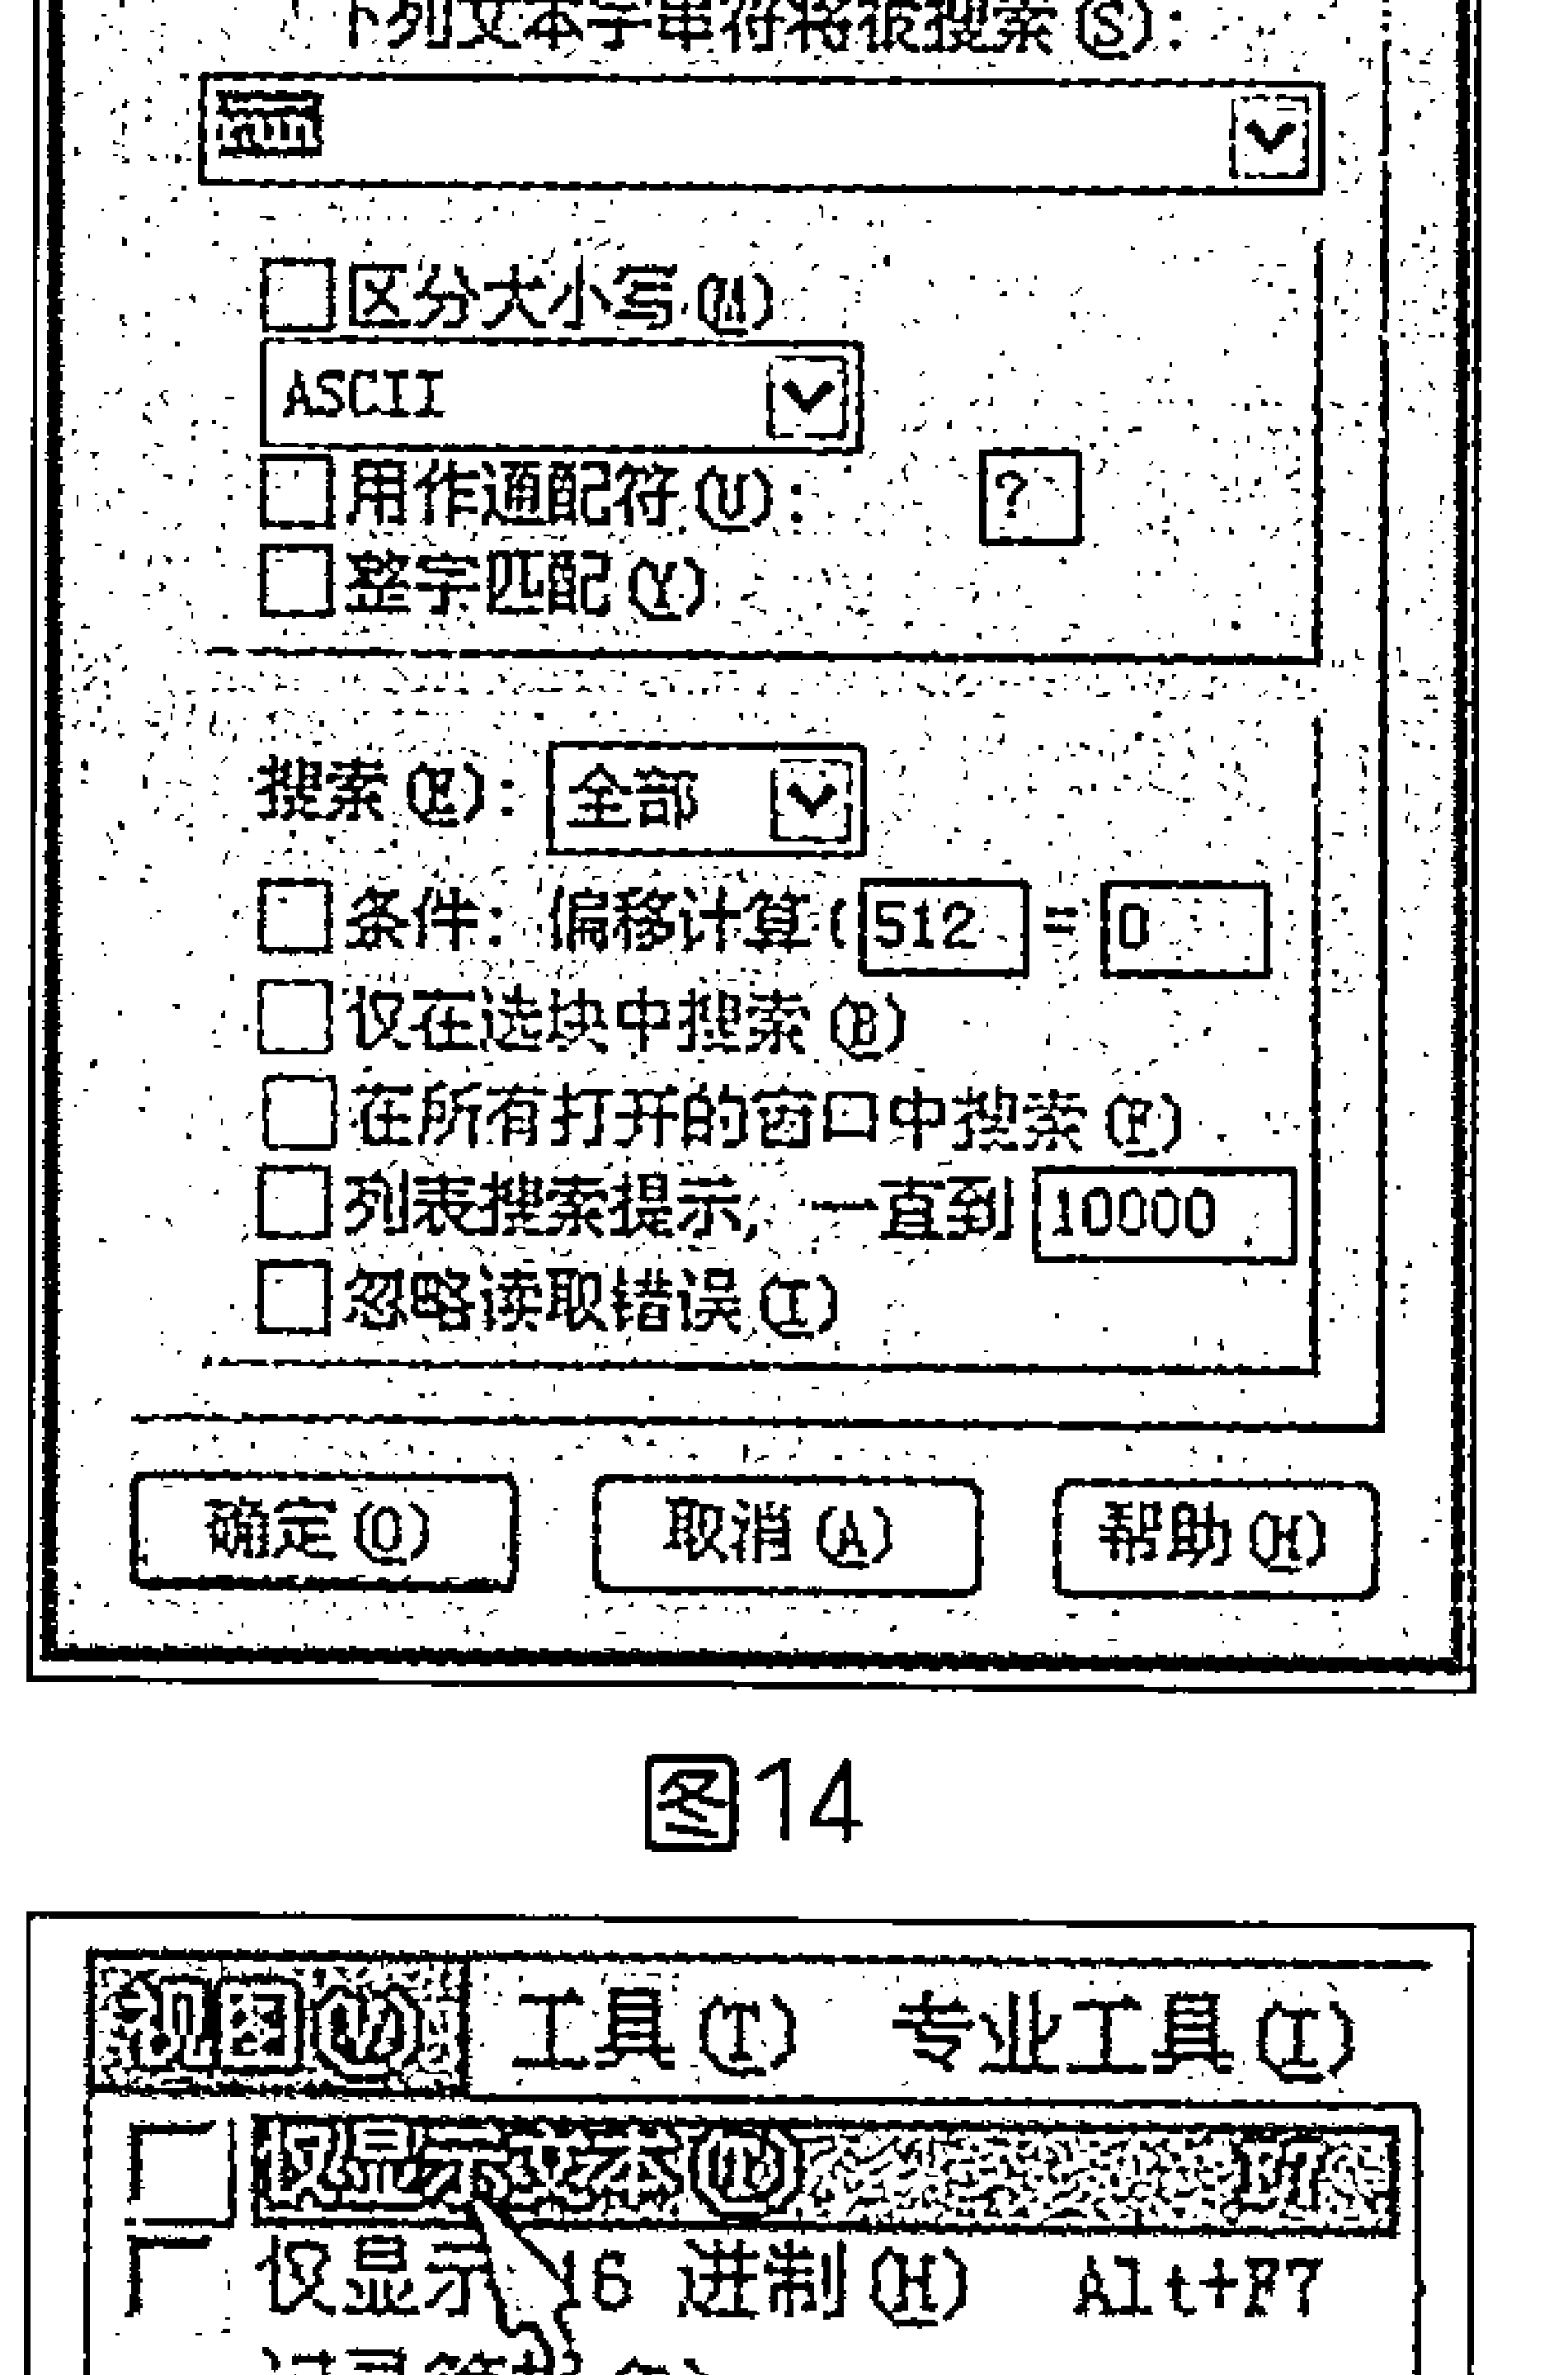 下列文本字串符将被搜索(S):
区分大小写(M)
ASCII
用作通配符(U): ?
整字匹配(Y)
搜索(E): 全部
条件: 偏移计算( 512 = 0
仅在选块中搜索(B)
在所有打开的窗口中搜索(F)
列表搜索提示, 一直到 10000
忽略读取错误(I)
确定(O) 取消(A) 帮助(H)
图14
视图(V) 工具(T) 专业工具(I)
仅显示文本(T) F7
仅显示 16 进制(H) Alt+F7